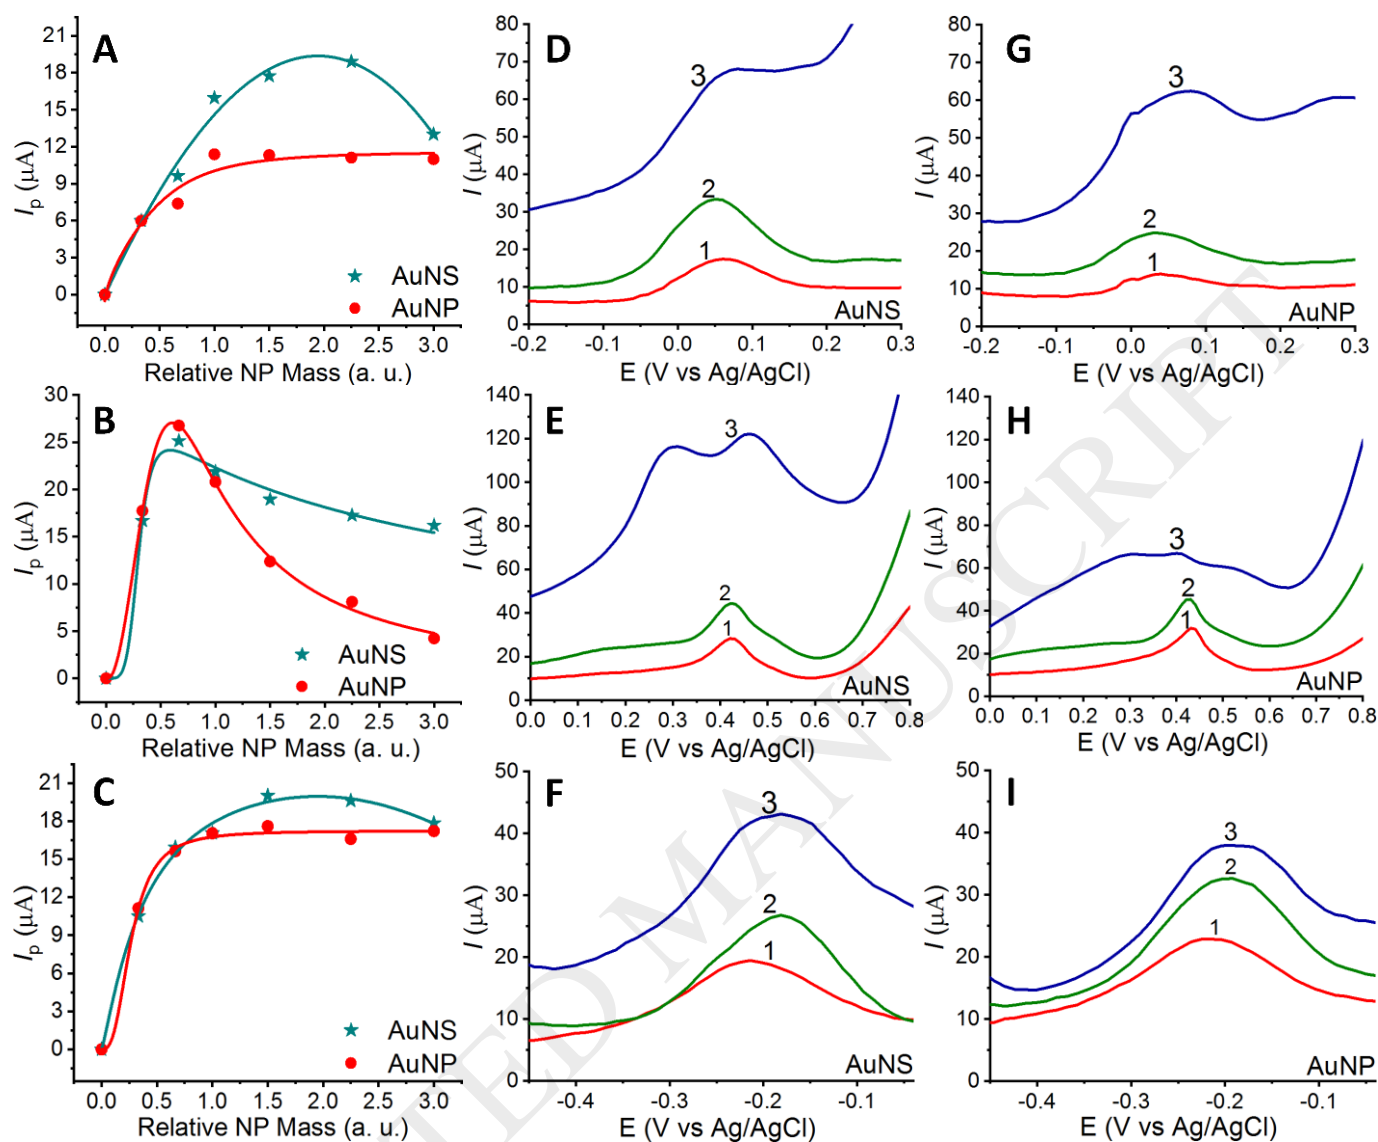 A
I_p (μA)
21
18
15
12
9
6
3
0
AuNS
AuNP
0.0 0.5 1.0 1.5 2.0 2.5 3.0
Relative NP Mass (a. u.)
D
I (μA)
80
70
60
50
40
30
20
10
0
3
2
1
AuNS
-0.2 -0.1 0.0 0.1 0.2 0.3
E (V vs Ag/AgCl)
G
I (μA)
80
70
60
50
40
30
20
10
0
3
2
1
AuNP
-0.2 -0.1 0.0 0.1 0.2 0.3
E (V vs Ag/AgCl)
B
I_p (μA)
30
25
20
15
10
5
0
AuNS
AuNP
0.0 0.5 1.0 1.5 2.0 2.5 3.0
Relative NP Mass (a. u.)
E
I (μA)
140
120
100
80
60
40
20
0
3
2
1
AuNS
0.0 0.1 0.2 0.3 0.4 0.5 0.6 0.7 0.8
E (V vs Ag/AgCl)
H
I (μA)
140
120
100
80
60
40
20
0
3
2
1
AuNP
0.0 0.1 0.2 0.3 0.4 0.5 0.6 0.7 0.8
E (V vs Ag/AgCl)
C
I_p (μA)
21
18
15
12
9
6
3
0
AuNS
AuNP
0.0 0.5 1.0 1.5 2.0 2.5 3.0
Relative NP Mass (a. u.)
F
I (μA)
50
40
30
20
10
0
3
2
1
AuNS
-0.4 -0.3 -0.2 -0.1
E (V vs Ag/AgCl)
I
I (μA)
50
40
30
20
10
0
3
2
1
AuNP
-0.4 -0.3 -0.2 -0.1
E (V vs Ag/AgCl)
TED MANUSCRIPT